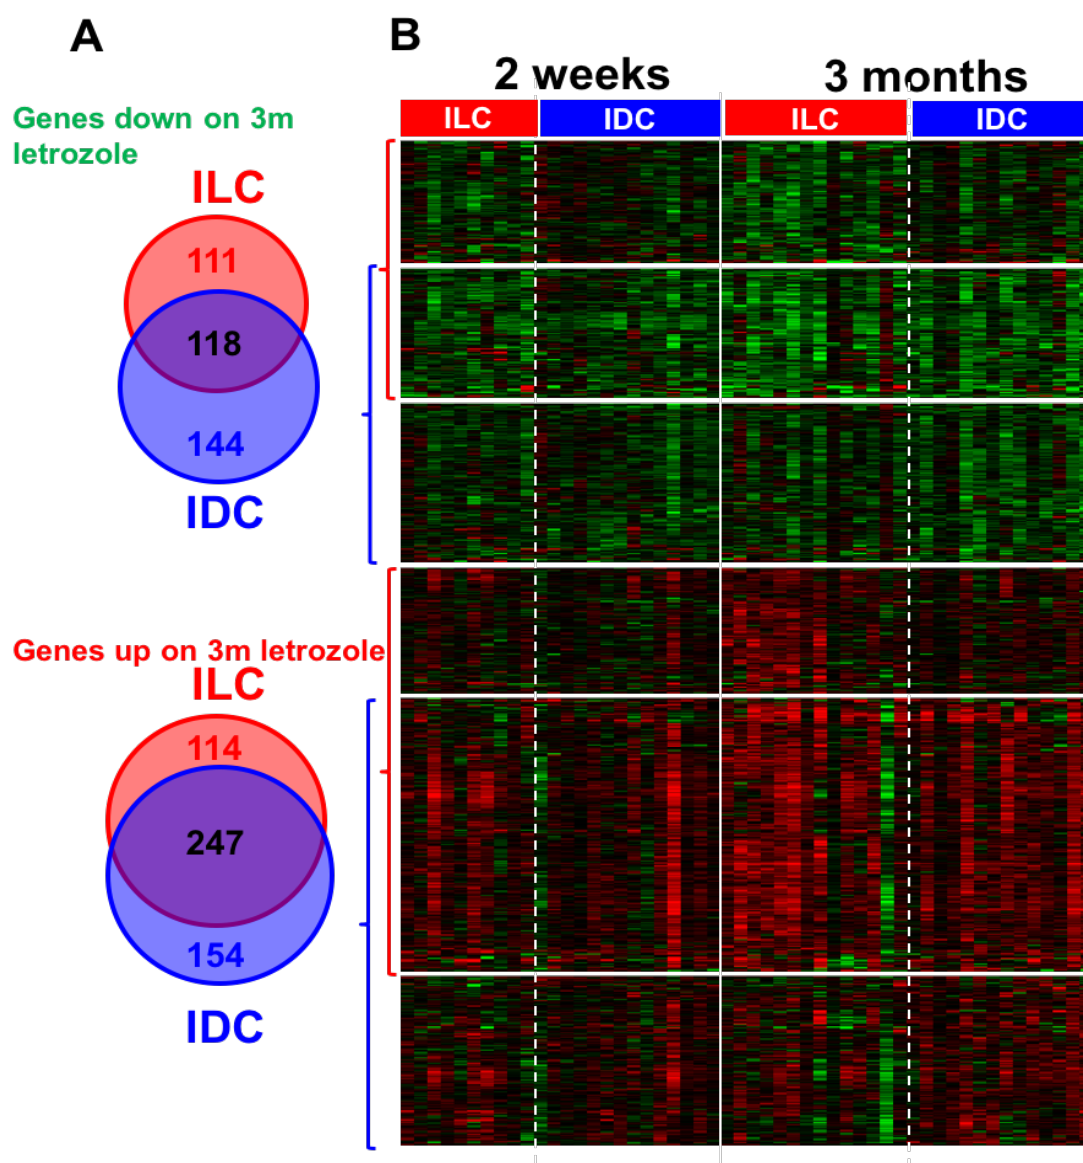 A
B
2 weeks
3 months
ILC
IDC
ILC
IDC
Genes down on 3m
letrozole
ILC
111
118
144
IDC
Genes up on 3m letrozole
ILC
114
247
154
IDC